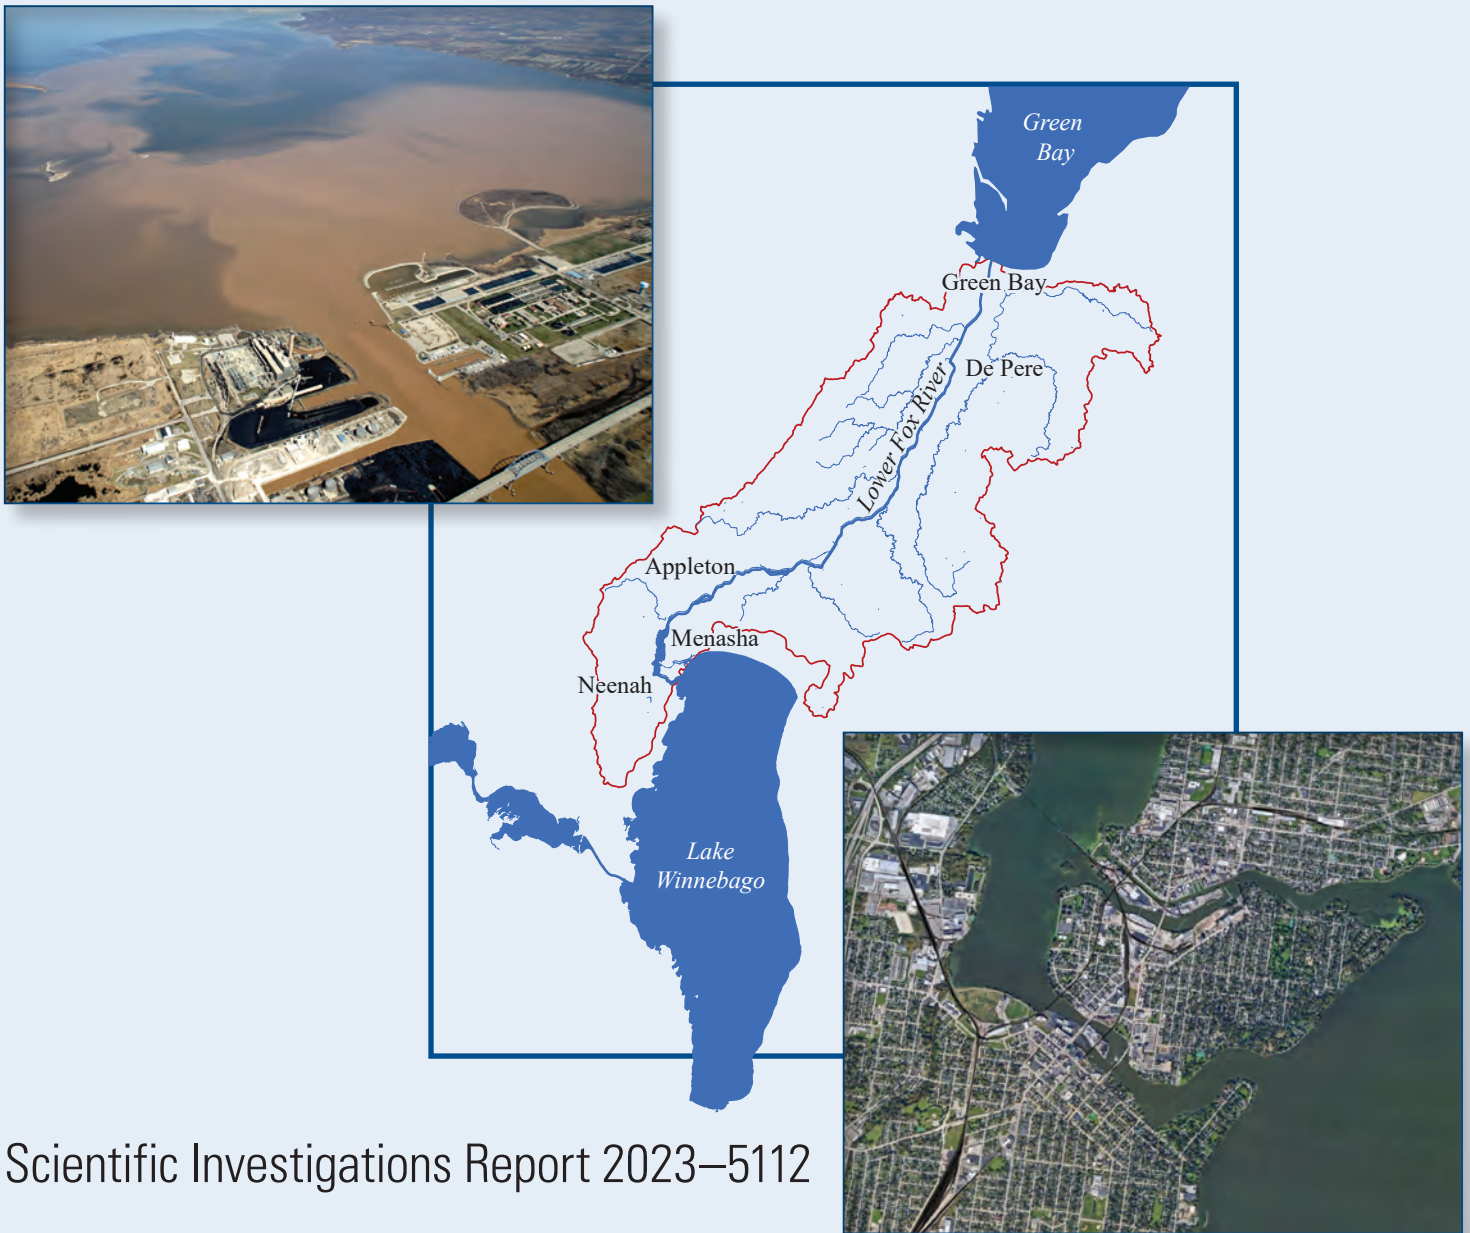 Green
Bay
Green Bay
De Pere
Lower Fox River
Appleton
Menasha
Neenah
Lake
Winnebago
Scientific Investigations Report 2023–5112